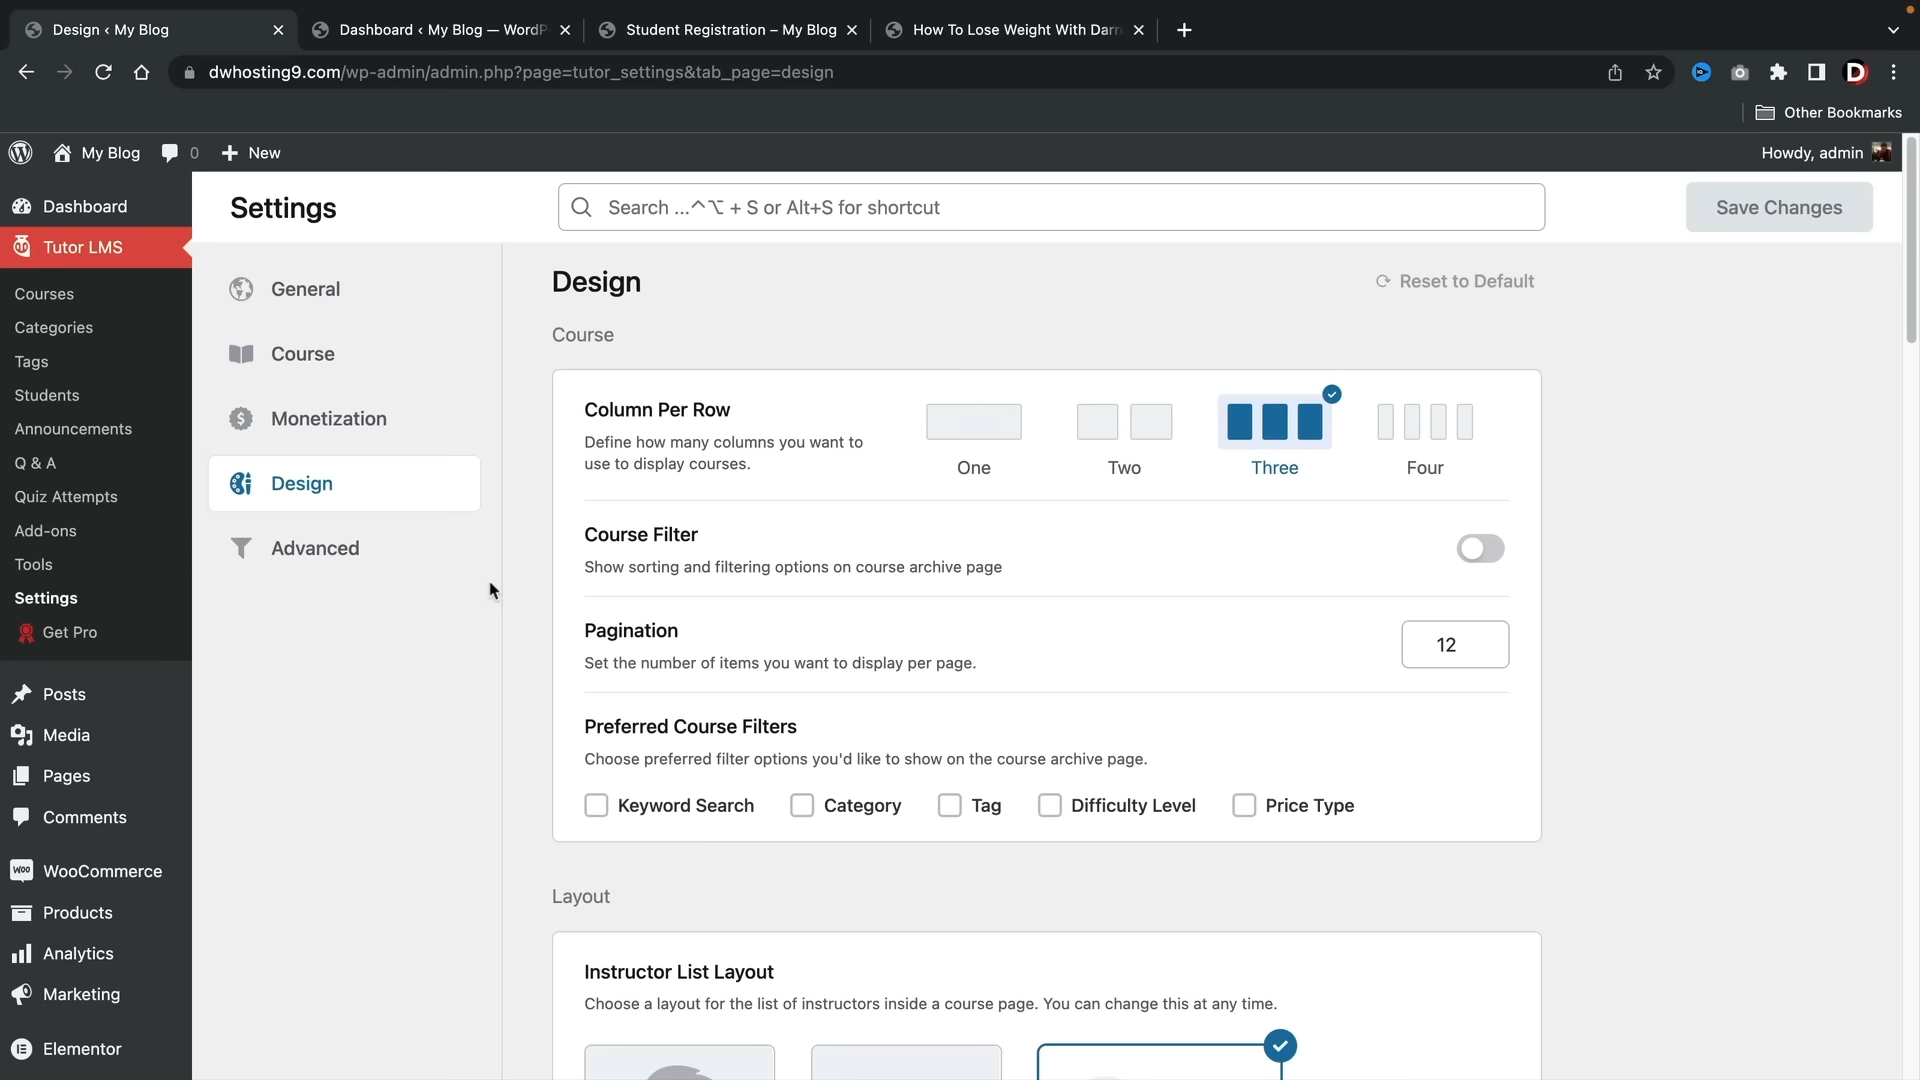 Design ‹ My Blog
Dashboard ‹ My Blog — WordP
Student Registration – My Blog
How To Lose Weight With Darr
dwhosting9.com/wp-admin/admin.php?page=tutor_settings&tab_page=design
D
Other Bookmarks
My Blog
0
New
Howdy, admin
Dashboard
Tutor LMS
Courses
Categories
Tags
Students
Announcements
Q & A
Quiz Attempts
Add-ons
Tools
Settings
Get Pro
Posts
Media
Pages
Comments
Woo WooCommerce
Products
Analytics
Marketing
Elementor
Settings
Search ...^⌥ + S or Alt+S for shortcut
Save Changes
General
Course
Monetization
Design
Advanced
Design
Reset to Default
Course
Column Per Row
Define how many columns you want to
use to display courses.
One
Two
Three
Four
Course Filter
Show sorting and filtering options on course archive page
Pagination
Set the number of items you want to display per page.
12
Preferred Course Filters
Choose preferred filter options you'd like to show on the course archive page.
Keyword Search
Category
Tag
Difficulty Level
Price Type
Layout
Instructor List Layout
Choose a layout for the list of instructors inside a course page. You can change this at any time.